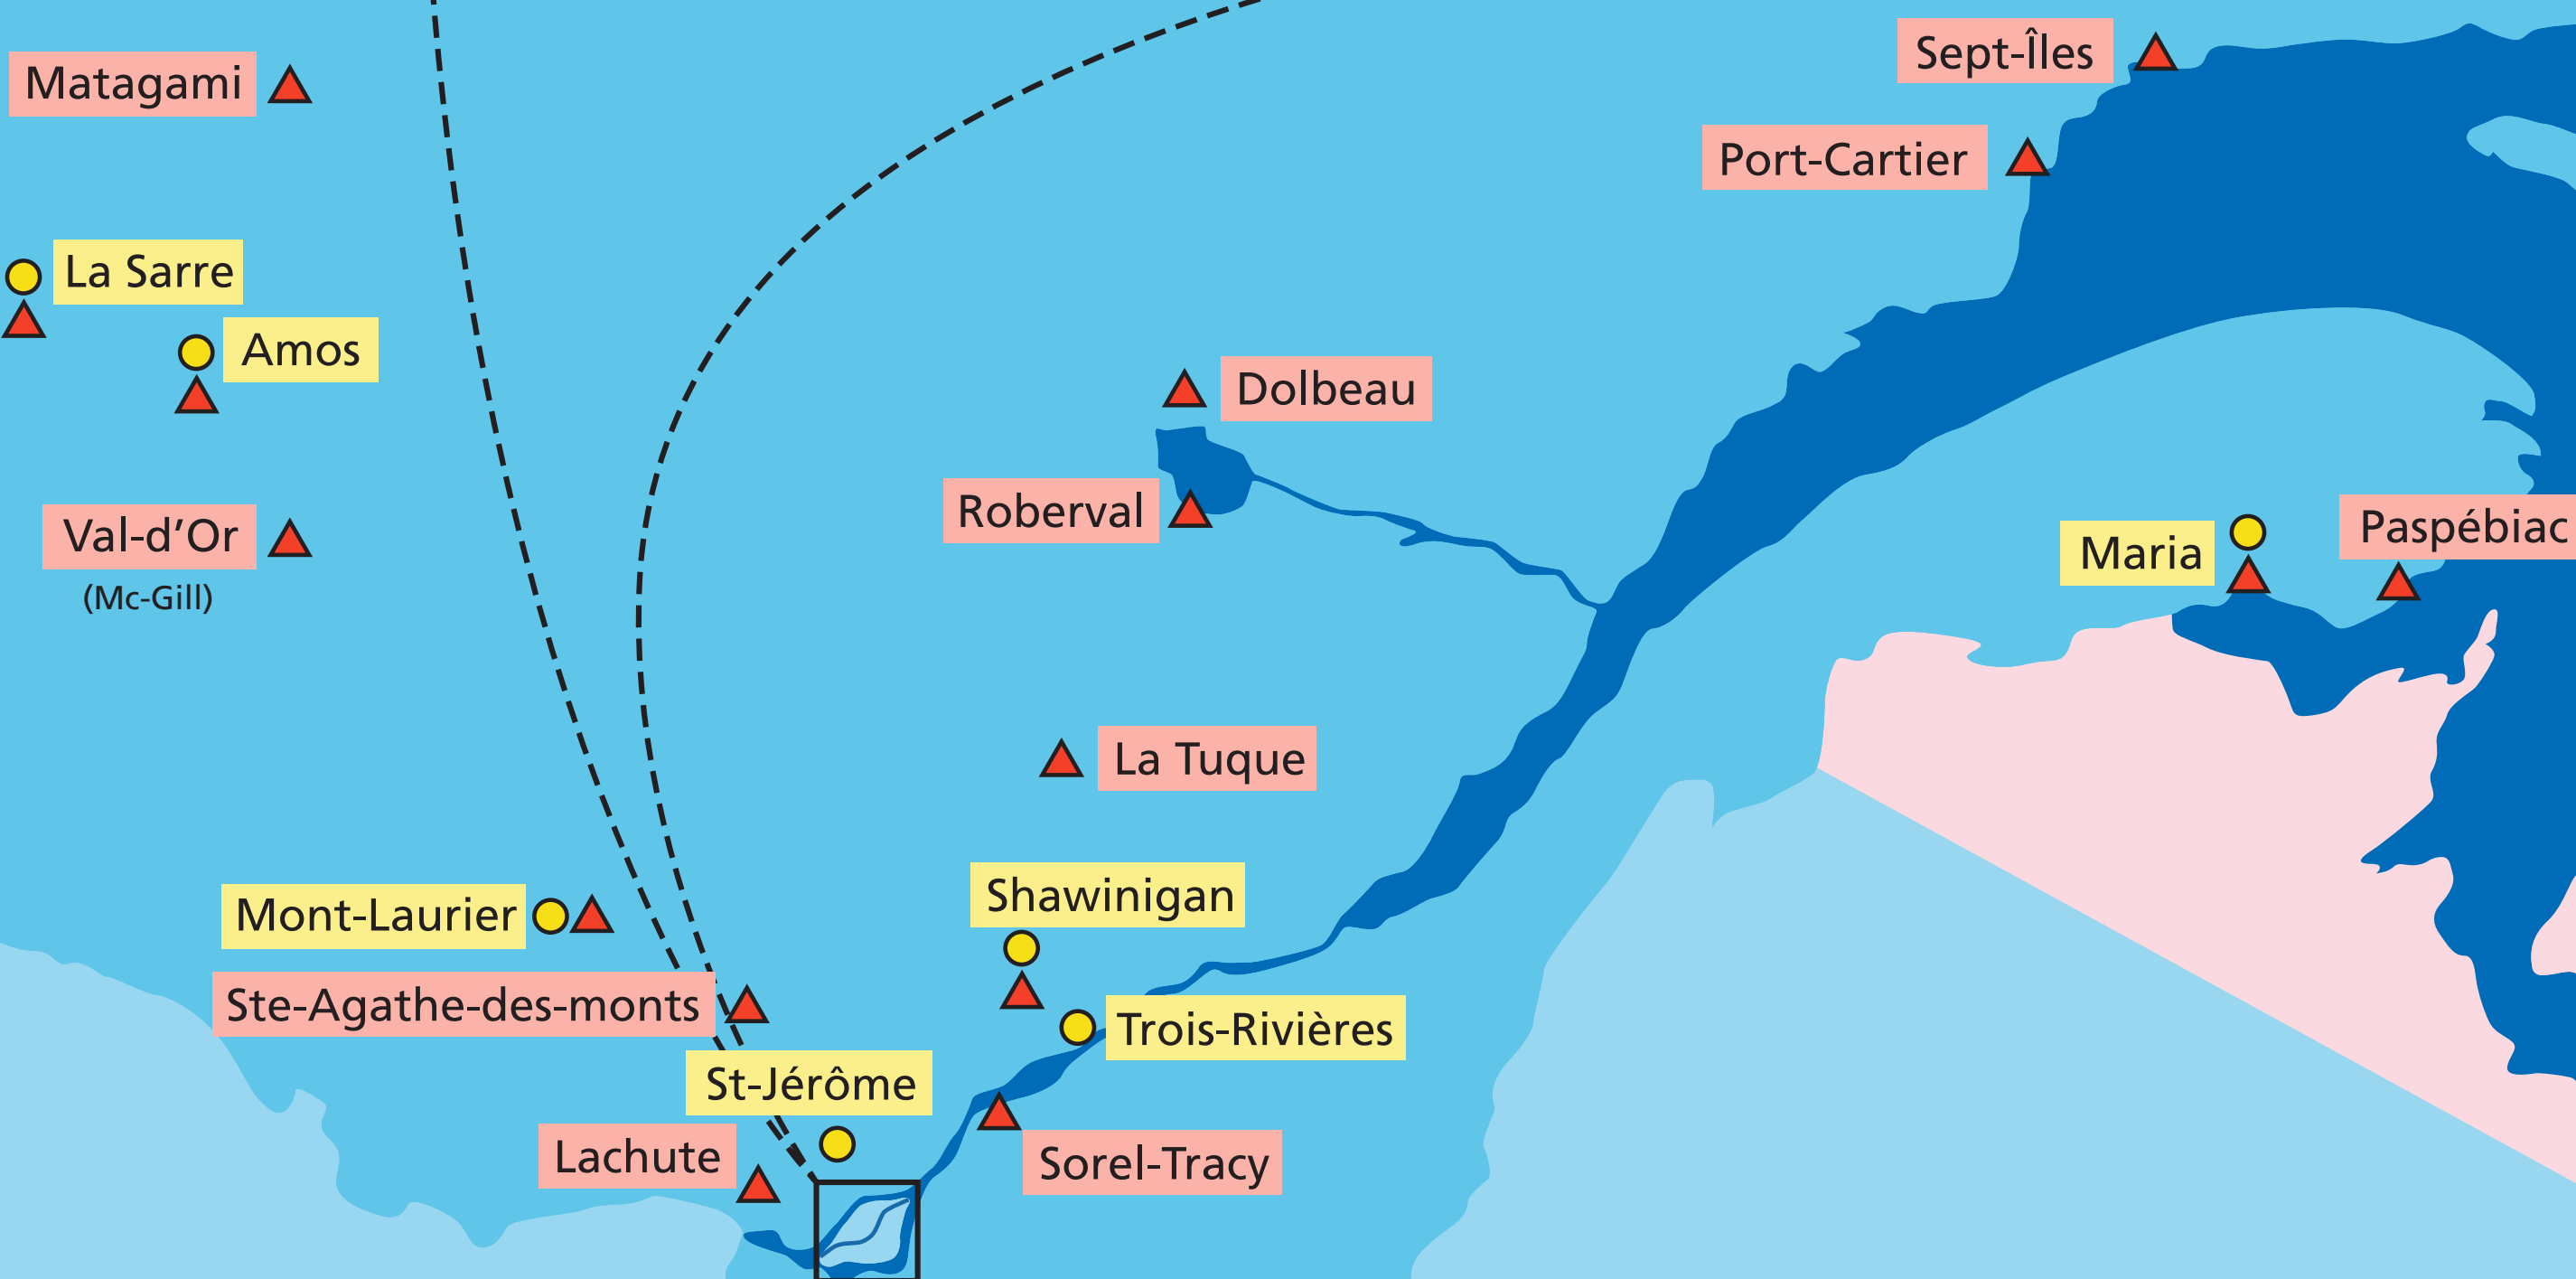 Sept-Îles
Matagami
Port-Cartier
La Sarre
Amos
Dolbeau
Roberval
Val-d’Or
(Mc-Gill)
Maria
Paspébiac
La Tuque
Shawinigan
Mont-Laurier
Ste-Agathe-des-monts
Trois-Rivières
St-Jérôme
Lachute
Sorel-Tracy